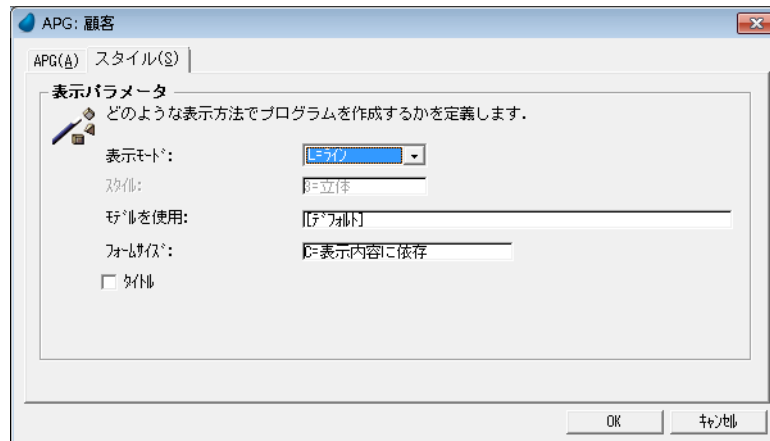 APG: 顧客
APG(A) スタイル(S)
表示パラメータ
どのような表示方法でプログラムを作成するかを定義します.
表示ﾓｰﾄﾞ: L=ﾗｲﾝ
ｽﾀｲﾙ: 3=立体
ﾓﾃﾞﾙを使用: [ﾃﾞﾌｫﾙﾄ]
ﾌｫｰﾑｻｲｽﾞ: C=表示内容に依存
ﾀｲﾄﾙ
OK ｷｬﾝｾﾙ